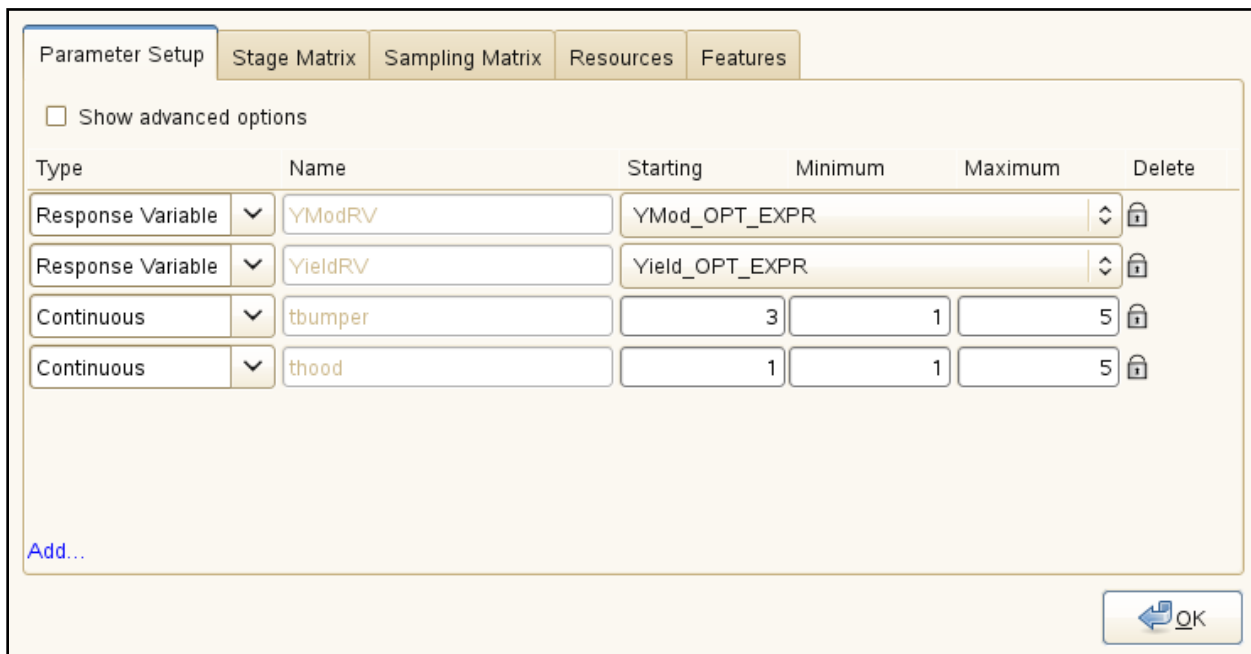 Parameter Setup Stage Matrix Sampling Matrix Resources Features
Show advanced options
Type Name Starting Minimum Maximum Delete
Response Variable YModRV YMod_OPT_EXPR
Response Variable YieldRV Yield_OPT_EXPR
Continuous tbumper 3 1 5
Continuous thood 1 1 5
Add...
OK